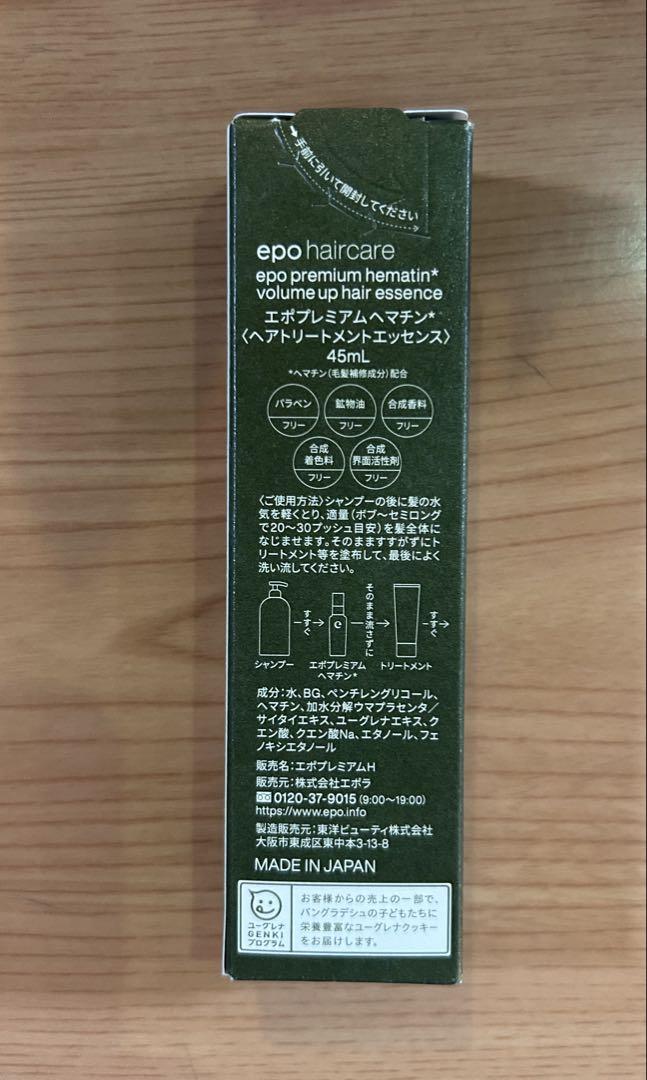 手前に引いて開封してください
epo haircare
epo premium hematin*
volume up hair essence
エポプレミアムヘマチン*
〈ヘアトリートメントエッセンス〉
45mL
*ヘマチン(毛髪補修成分)配合
パラベン
フリー
鉱物油
フリー
合成香料
フリー
合成
着色料
フリー
合成
界面活性剤
フリー
〈ご使用方法〉シャンプーの後に髪の水
気を軽くとり、適量(ボブ〜セミロング
で20〜30プッシュ目安)を髪全体に
なじませます。そのまますすがずにト
リートメント等を塗布して、最後によく
洗い流してください。
すすぐ
e
そのまま流さずに
すすぐ
シャンプー
エポプレミアム
ヘマチン*
トリートメント
成分:水、BG、ペンチレングリコール、
ヘマチン、加水分解ウマプラセンタ/
サイタイエキス、ユーグレナエキス、ク
エン酸、クエン酸Na、エタノール、フェ
ノキシエタノール
販売名:エポプレミアムH
販売元:株式会社エポラ
0120-37-9015 (9:00〜19:00)
https://www.epo.info
製造販売元:東洋ビューティ株式会社
大阪市東成区東中本3-13-8
MADE IN JAPAN
ユーグレナ
GENKI
プログラム
お客様からの売上の一部で、
バングラデシュの子どもたちに
栄養豊富なユーグレナクッキー
をお届けします。